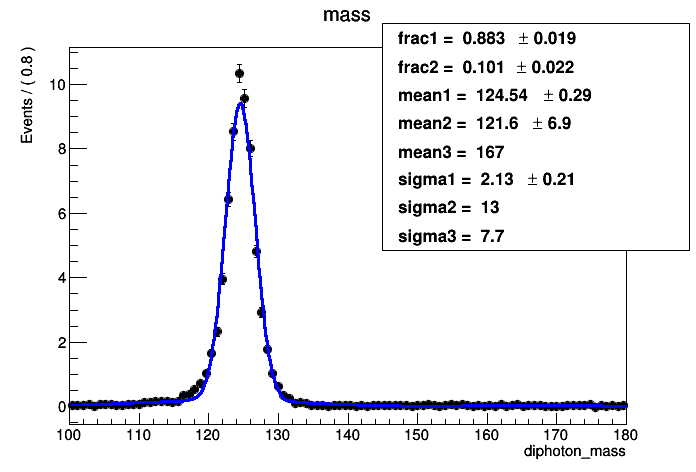 mass
frac1 = 0.883 ± 0.019
frac2 = 0.101 ± 0.022
mean1 = 124.54 ± 0.29
mean2 = 121.6 ± 6.9
mean3 = 167
sigma1 = 2.13 ± 0.21
sigma2 = 13
sigma3 = 7.7
Events / ( 0.8 )
10
8
6
4
2
0
100 110 120 130 140 150 160 170 180
diphoton_mass